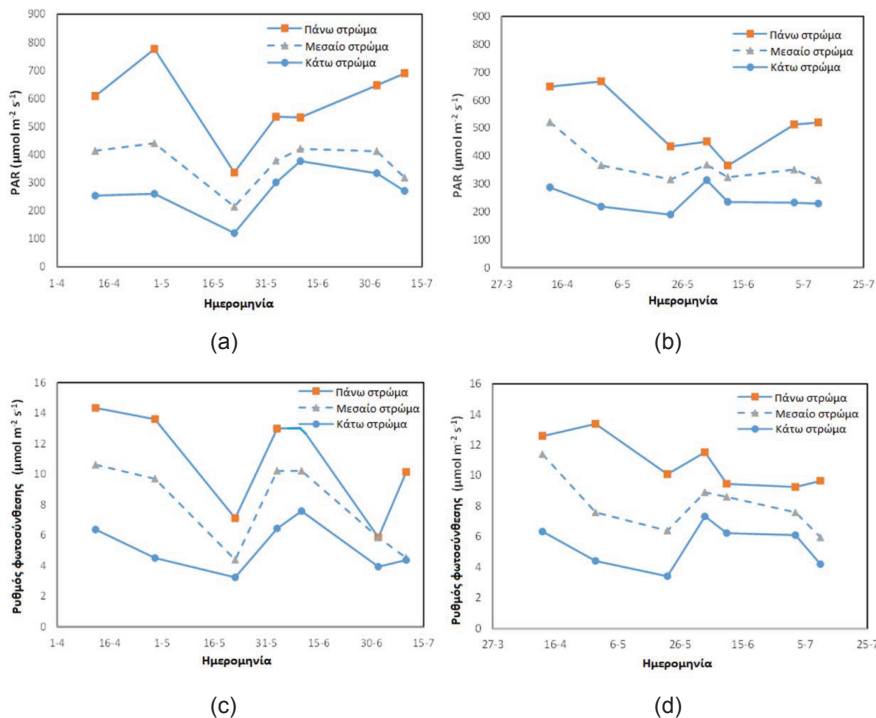 900
800
700
600
500
400
300
200
100
0
PAR (μmol m⁻² s⁻¹)
Πάνω στρώμα
Μεσαίο στρώμα
Κάτω στρώμα
1-4 16-4 1-5 16-5 31-5 15-6 30-6 15-7
Ημερομηνία
(a)
900
800
700
600
500
400
300
200
100
0
PAR (μmol m⁻² s⁻¹)
Πάνω στρώμα
Μεσαίο στρώμα
Κάτω στρώμα
27-3 16-4 6-5 26-5 15-6 5-7 25-7
Ημερομηνία
(b)
16
14
12
10
8
6
4
2
0
Ρυθμός φωτοσύνθεσης (μmol m⁻² s⁻¹)
Πάνω στρώμα
Μεσαίο στρώμα
Κάτω στρώμα
1-4 16-4 1-5 16-5 31-5 15-6 30-6 15-7
Ημερομηνία
(c)
16
14
12
10
8
6
4
2
0
Ρυθμός φωτοσύνθεσης (μmol m⁻² s⁻¹)
Πάνω στρώμα
Μεσαίο στρώμα
Κάτω στρώμα
27-3 16-4 6-5 26-5 15-6 5-7 25-7
Ημερομηνία
(d)